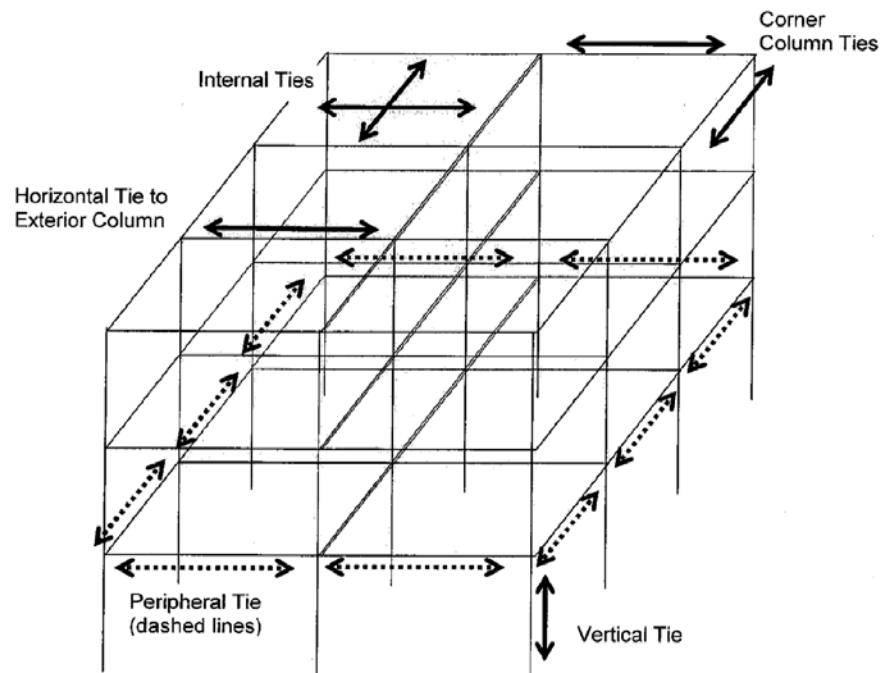 Corner
Column Ties
Internal Ties
Horizontal Tie to
Exterior Column
Peripheral Tie
(dashed lines)
Vertical Tie